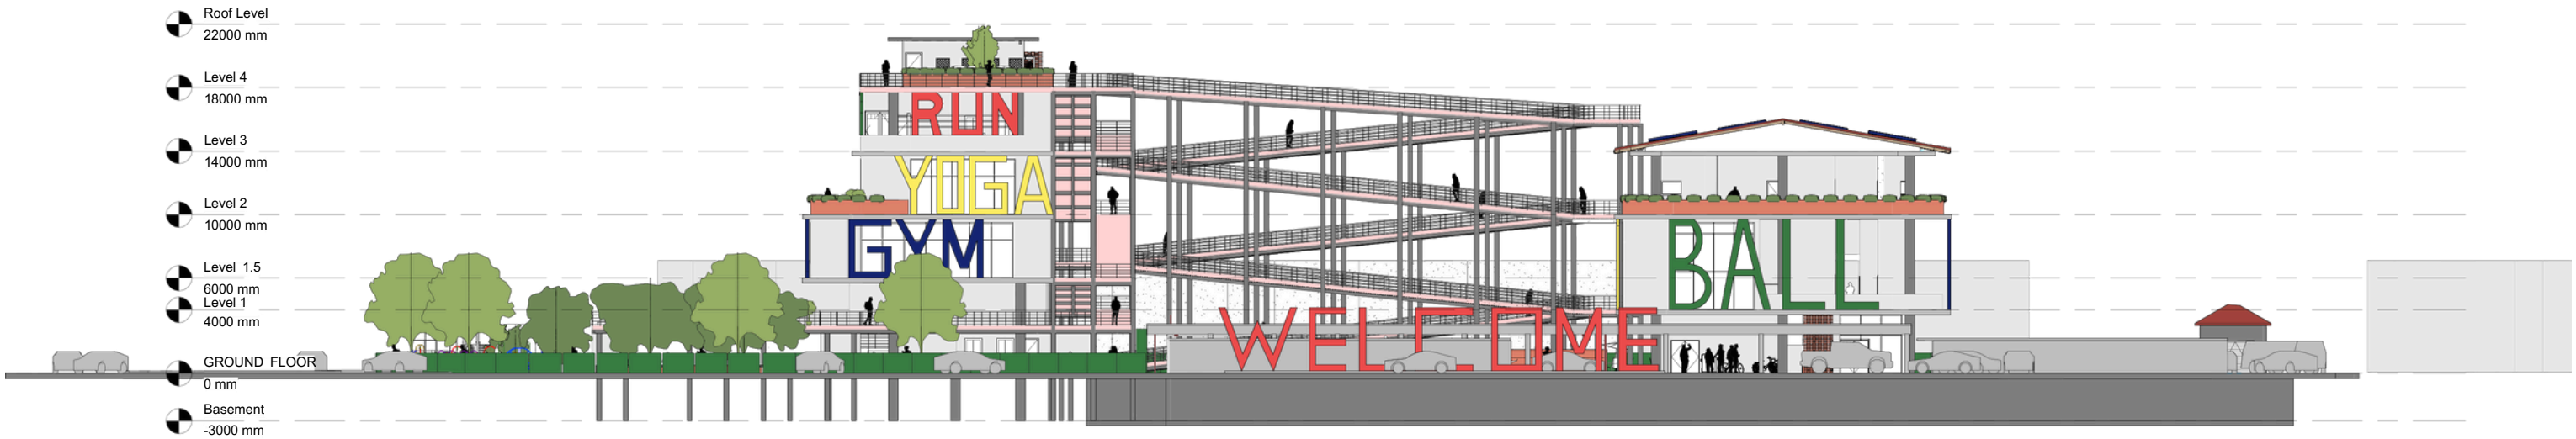 Roof Level
22000 mm
Level 4
18000 mm
RUN
Level 3
14000 mm
YOGA
Level 2
10000 mm
GYM
BALL
Level 1.5
6000 mm
Level 1
4000 mm
WELCOME
GROUND FLOOR
0 mm
Basement
-3000 mm